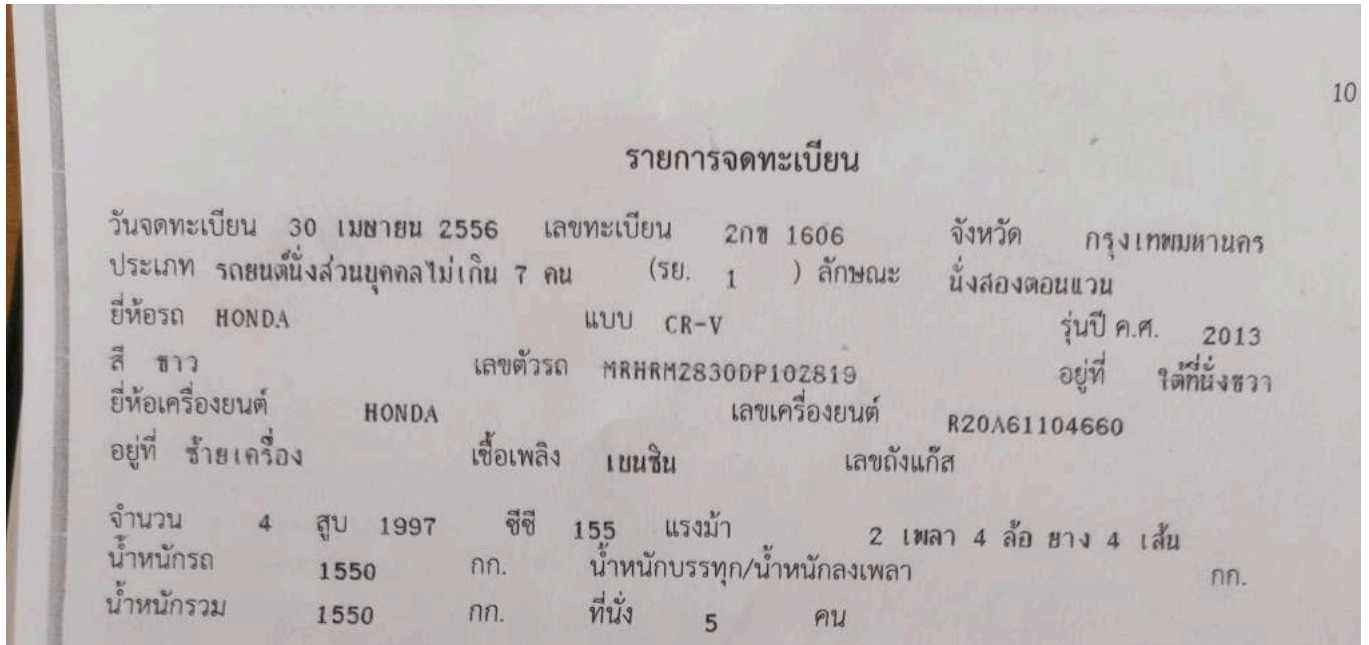 10
รายการจดทะเบียน
วันจดทะเบียน 30 เมษายน 2556 เลขทะเบียน 2กข 1606 จังหวัด กรุงเทพมหานคร
ประเภท รถยนต์นั่งส่วนบุคคลไม่เกิน 7 คน (รย. 1 ) ลักษณะ นั่งสองตอนแวน
ยี่ห้อรถ HONDA แบบ CR-V รุ่นปี ค.ศ. 2013
สี ขาว เลขตัวรถ MRHRM2830DP102819 อยู่ที่ ใต้ที่นั่งขวา
ยี่ห้อเครื่องยนต์ HONDA เลขเครื่องยนต์ R20A61104660
อยู่ที่ ซ้ายเครื่อง เชื้อเพลิง เบนซิน เลขถังแก๊ส
จำนวน 4 สูบ 1997 ซีซี 155 แรงม้า 2 เพลา 4 ล้อ ยาง 4 เส้น
น้ำหนักรถ 1550 กก. น้ำหนักบรรทุก/น้ำหนักลงเพลา กก.
น้ำหนักรวม 1550 กก. ที่นั่ง 5 คน